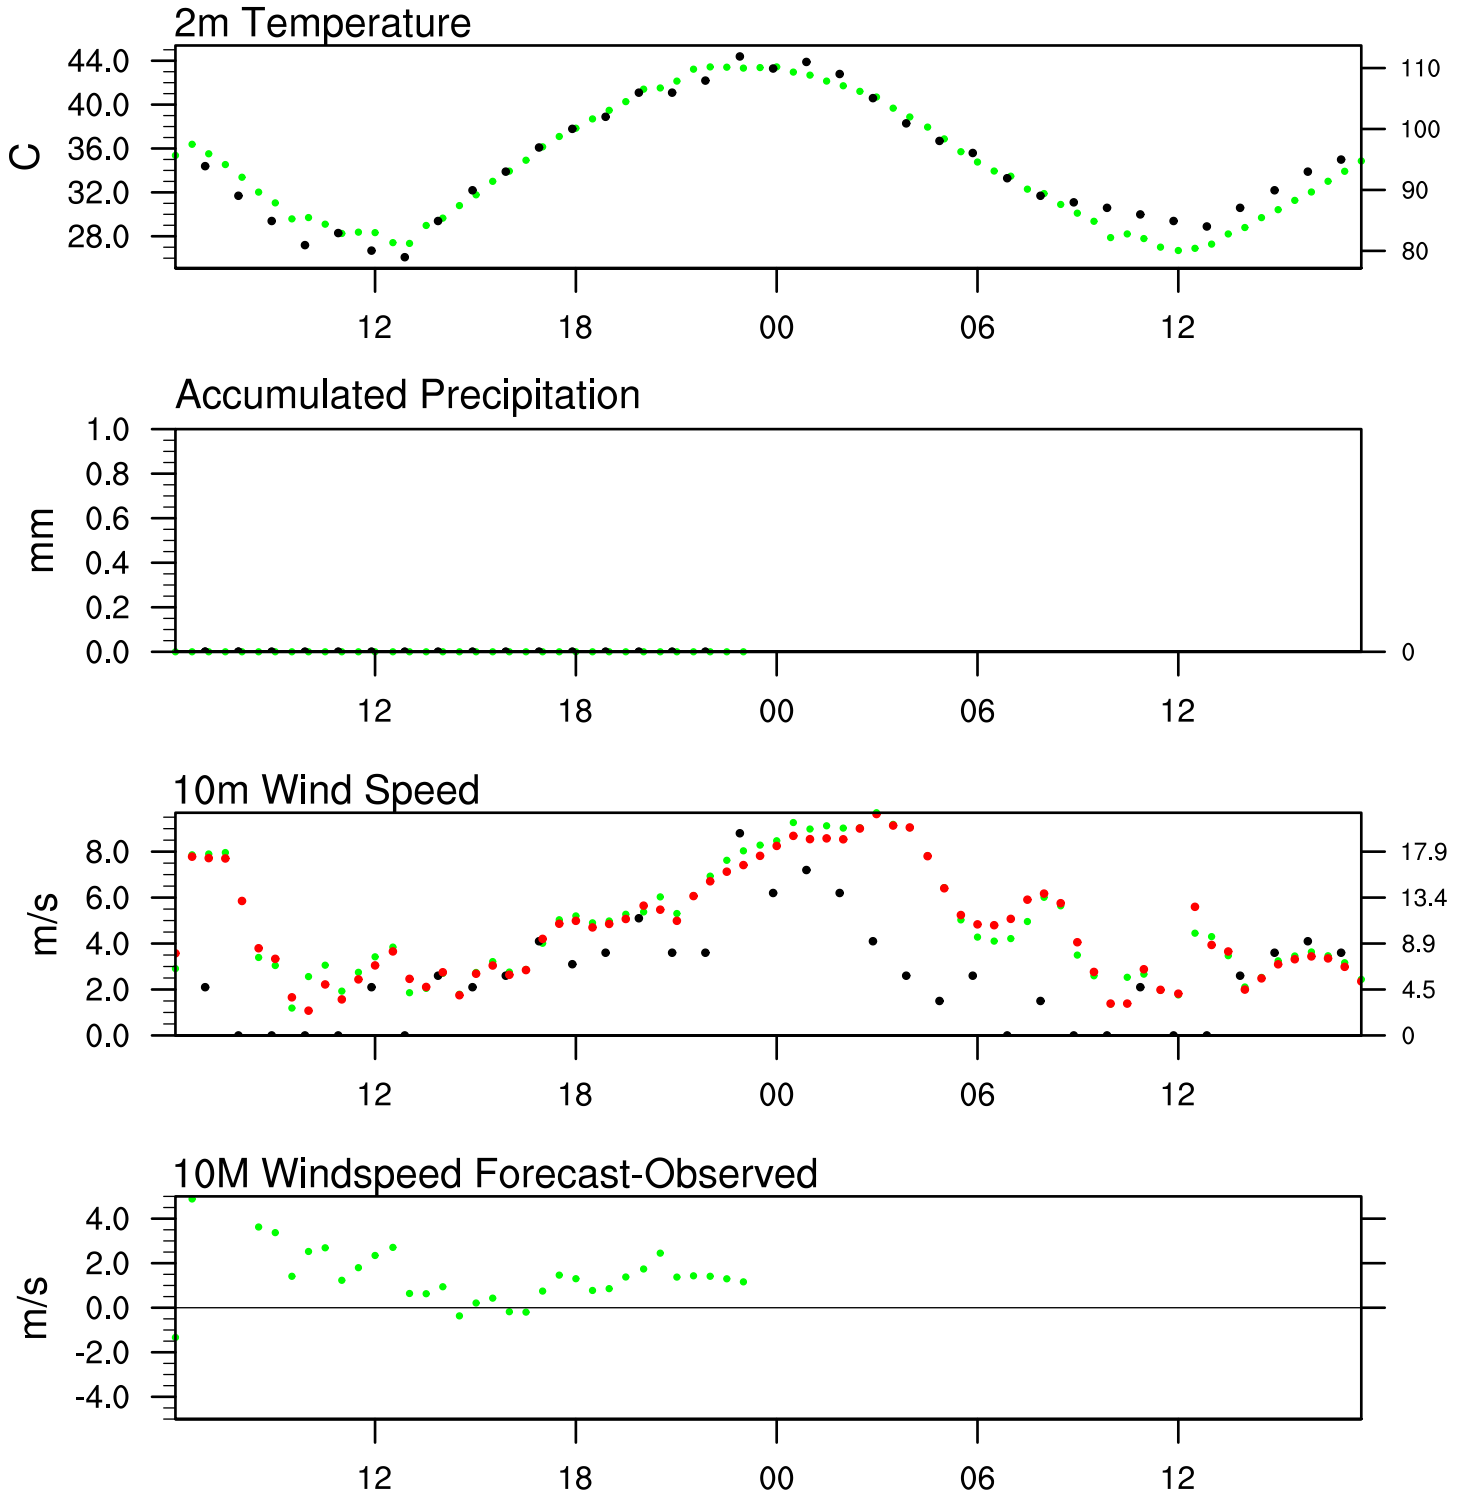 2m Temperature
44.0
40.0
36.0
32.0
28.0
C
110
100
90
80
12 18 00 06 12
Accumulated Precipitation
1.0
0.8
0.6
0.4
0.2
0.0
mm
0
12 18 00 06 12
10m Wind Speed
8.0
6.0
4.0
2.0
0.0
m/s
17.9
13.4
8.9
4.5
0
12 18 00 06 12
10M Windspeed Forecast-Observed
4.0
2.0
0.0
-2.0
-4.0
m/s
12 18 00 06 12